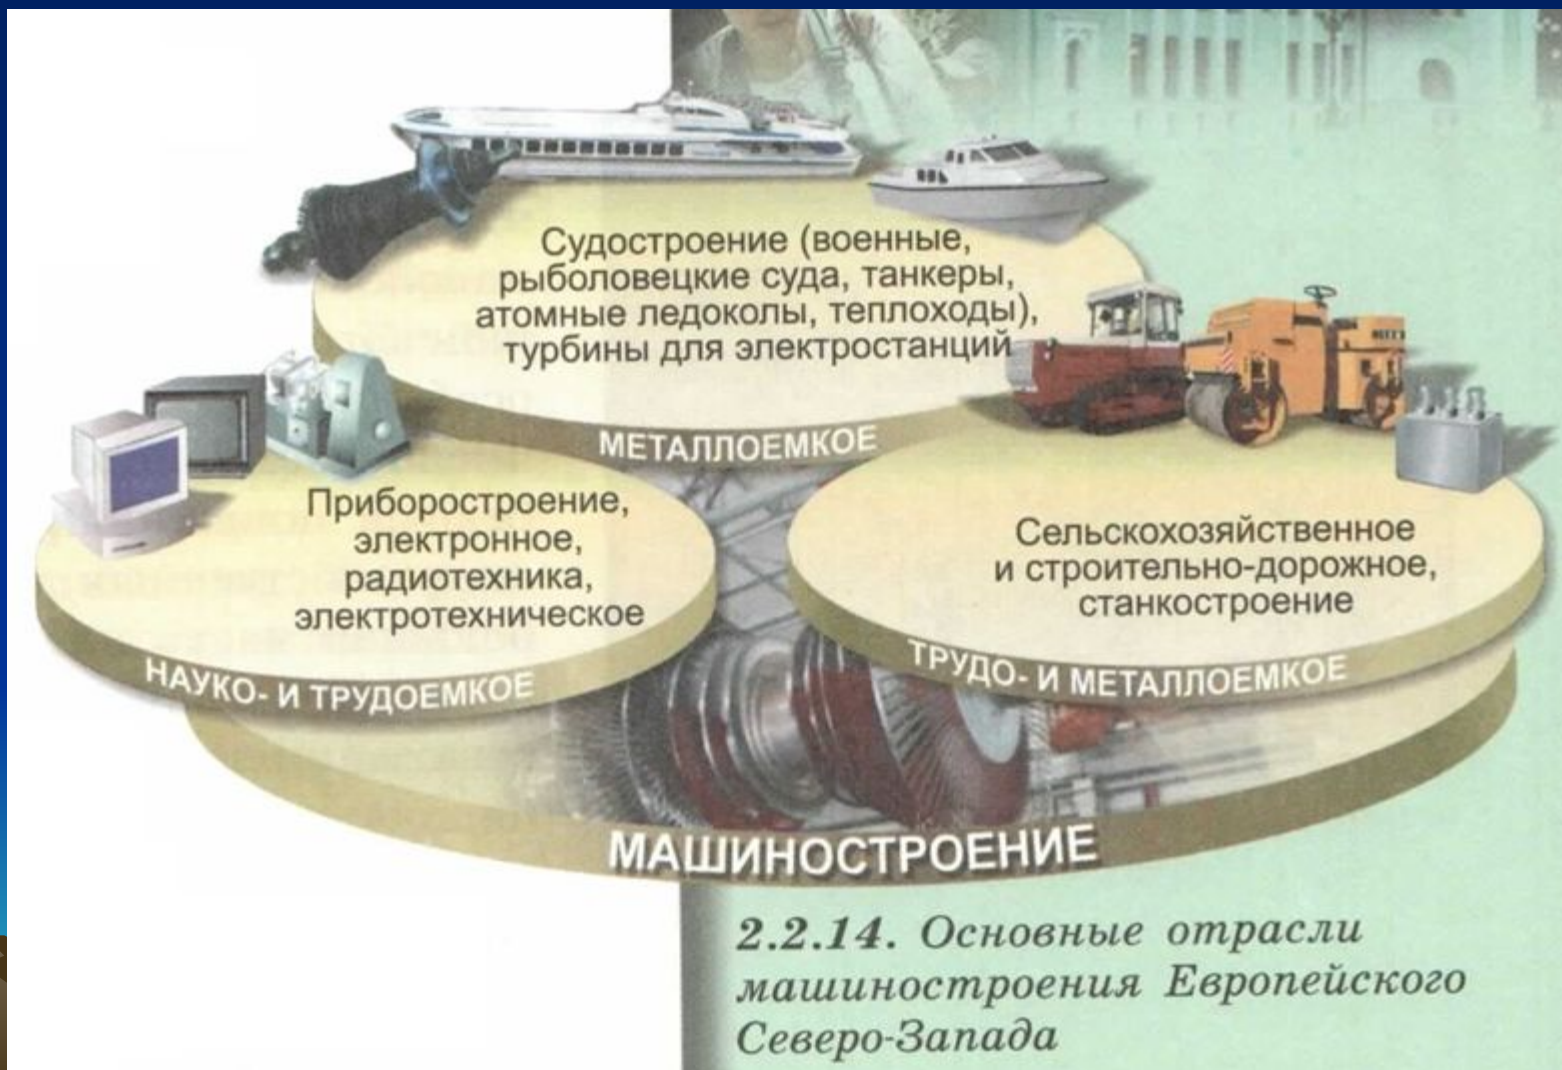 Судостроение (военные,
рыболовецкие суда, танкеры,
атомные ледоколы, теплоходы),
турбины для электростанций
МЕТАЛЛОЕМКОЕ
Приборостроение,
электронное,
радиотехника,
электротехническое
НАУКО- И ТРУДОЕМКОЕ
Сельскохозяйственное
и строительно-дорожное,
станкостроение
ТРУДО- И МЕТАЛЛОЕМКОЕ
МАШИНОСТРОЕНИЕ
2.2.14. Основные отрасли
машиностроения Европейского
Северо-Запада